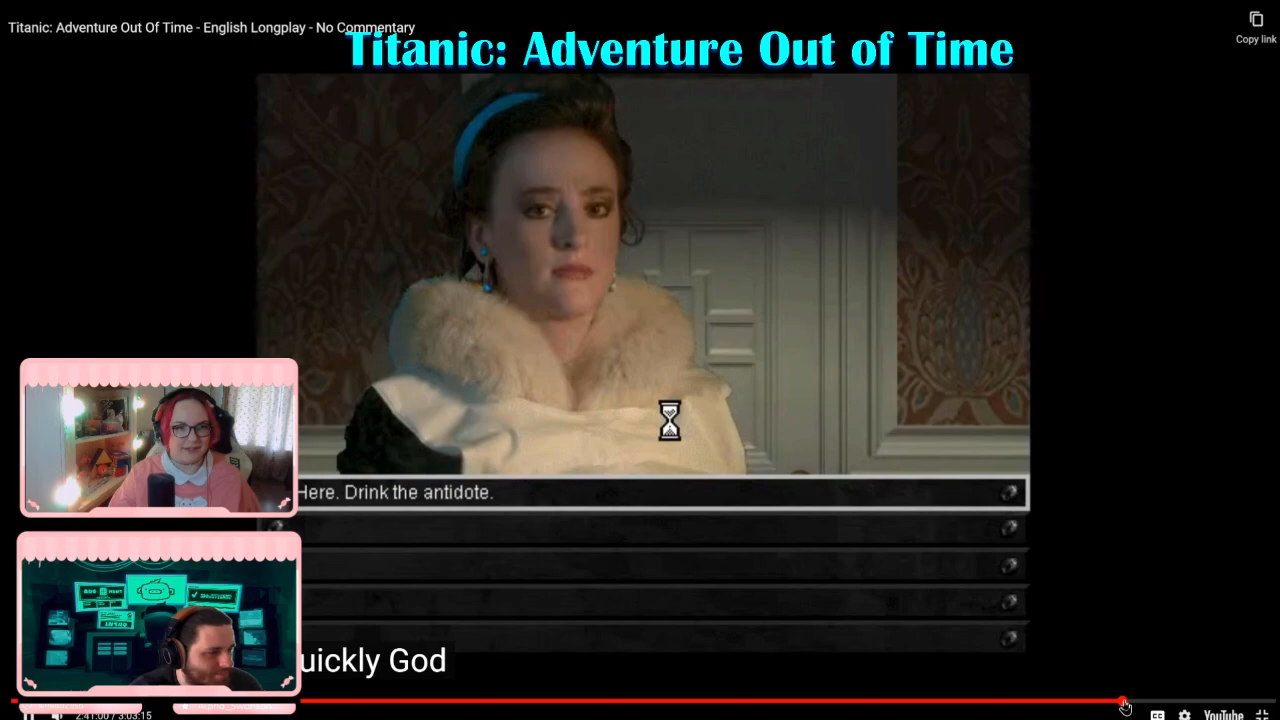 Titanic: Adventure Out Of Time - English Longplay - No Commentary
Titanic: Adventure Out of Time
Copy link
Here. Drink the antidote.
uickly God
2:41:00 / 3:03:15
CC
YouTube